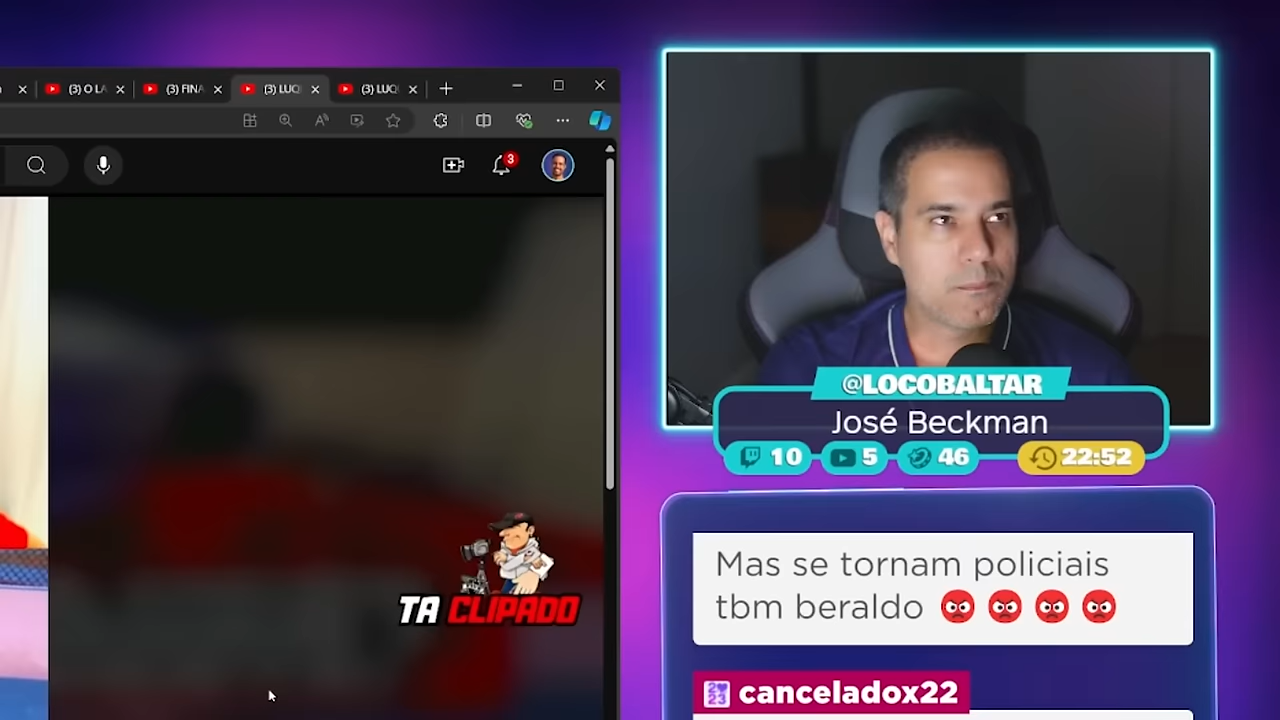 (3) O LA
(3) FINA
(3) LUQ
(3) LUQ
3
TA CLIPADO
@LOCOBALTAR
José Beckman
10
5
46
22:52
Mas se tornam policiais
tbm beraldo 😡 😡 😡 😡
canceladox22